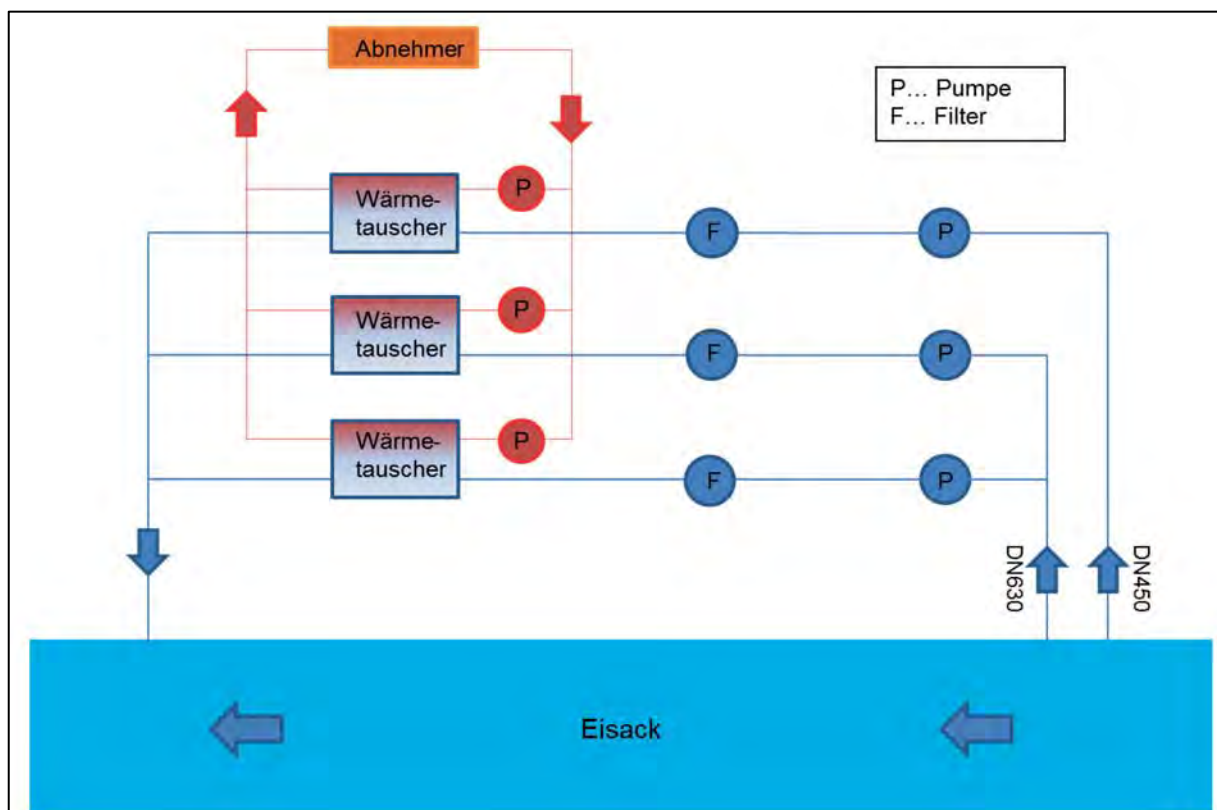 Abnehmer
P... Pumpe
F... Filter
P
Wärme-
tauscher
F
P
P
Wärme-
tauscher
F
P
P
Wärme-
tauscher
F
P
DN630
DN450
Eisack